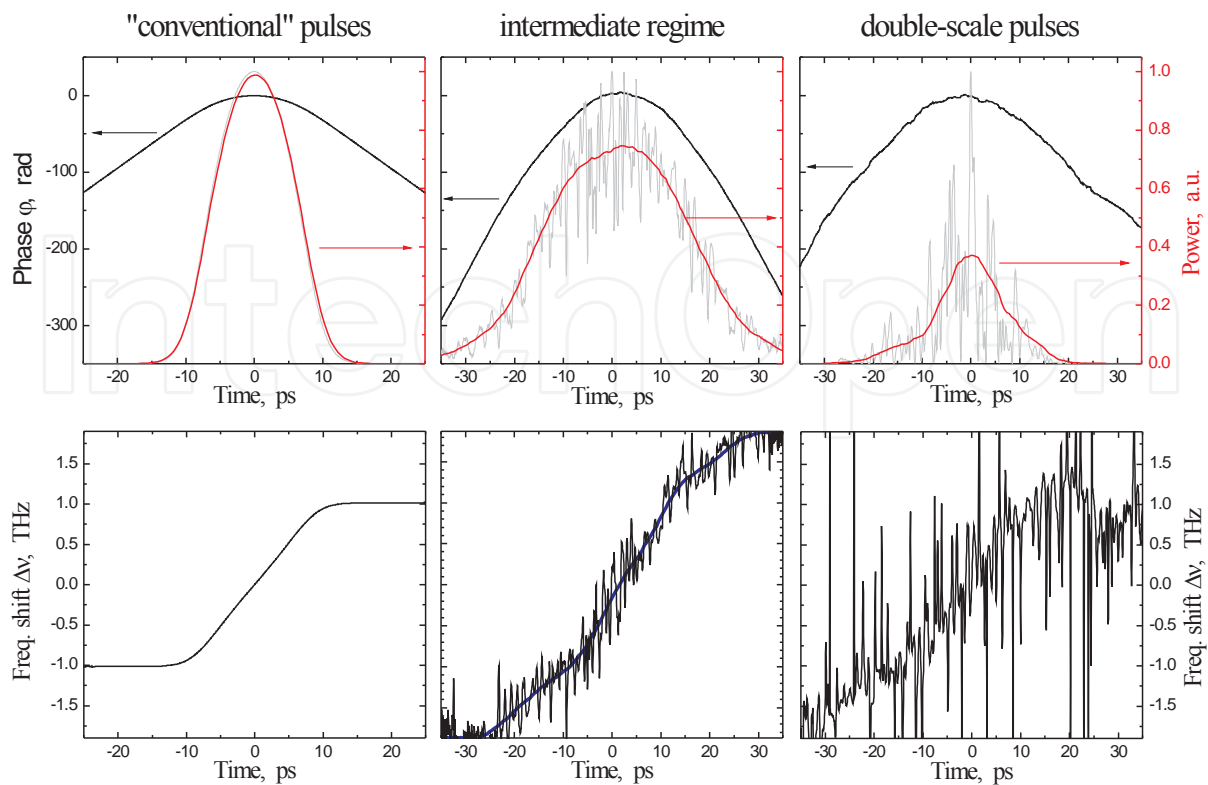 "conventional" pulses
intermediate regime
double-scale pulses
Phase φ, rad
0
-100
-200
-300
-20 -10 0 10 20
Time, ps
-30 -20 -10 0 10 20 30
Time, ps
-30 -20 -10 0 10 20 30
Time, ps
1.0
0.8
0.6
0.4
0.2
0.0
Power, a.u.
IntechOpen
Freq. shift Δν, THz
1.5
1.0
0.5
0.0
-0.5
-1.0
-1.5
-20 -10 0 10 20
Time, ps
-30 -20 -10 0 10 20 30
Time, ps
-30 -20 -10 0 10 20 30
Time, ps
1.5
1.0
0.5
0.0
-0.5
-1.0
-1.5
Freq. shift Δν, THz